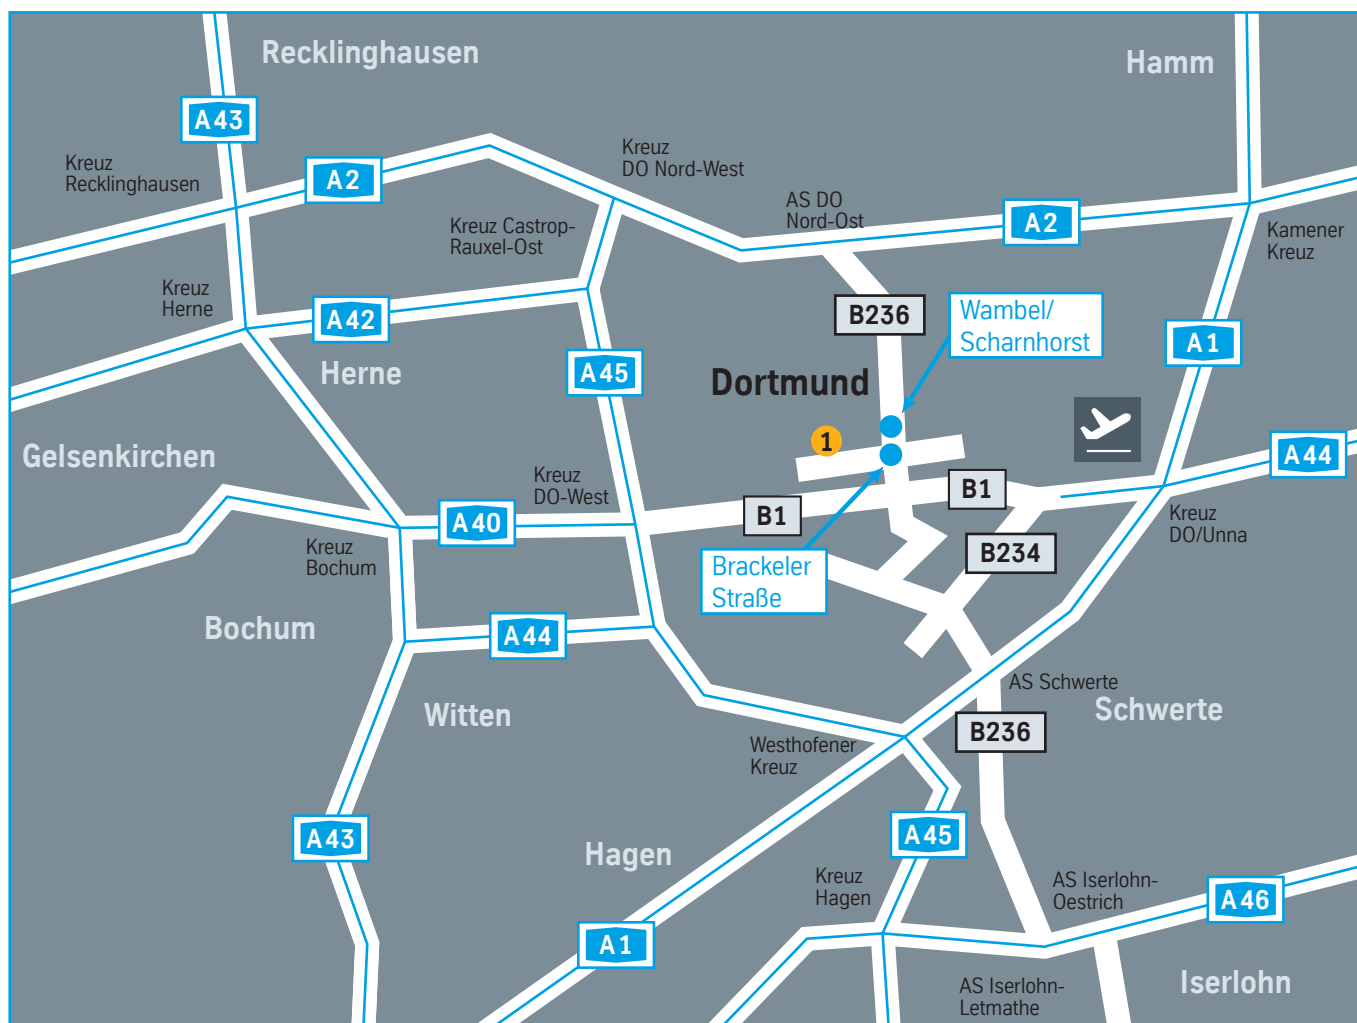 Recklinghausen
Hamm
A43
Kreuz
Recklinghausen
A2
Kreuz
DO Nord-West
AS DO
Nord-Ost
A2
Kreuz Castrop-
Rauxel-Ost
Kamener
Kreuz
Kreuz
Herne
A42
B236
Wambel/
Scharnhorst
A1
Herne
A45
Dortmund
1
Gelsenkirchen
A44
Kreuz
DO-West
B1
B1
A40
Kreuz
DO/Unna
Kreuz
Bochum
B234
Brackeler
Straße
Bochum
A44
AS Schwerte
Witten
Schwerte
B236
Westhofener
Kreuz
A43
A45
Hagen
Kreuz
Hagen
AS Iserlohn-
Oestrich
A46
A1
AS Iserlohn-
Letmathe
Iserlohn